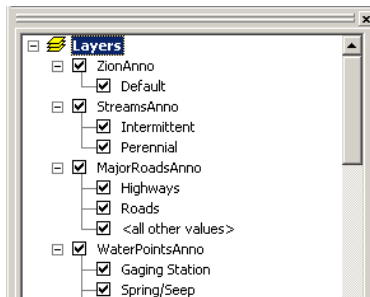 Layers
ZionAnno
Default
StreamsAnno
Intermittent
Perennial
MajorRoadsAnno
Highways
Roads
<all other values>
WaterPointsAnno
Gaging Station
Spring/Seep